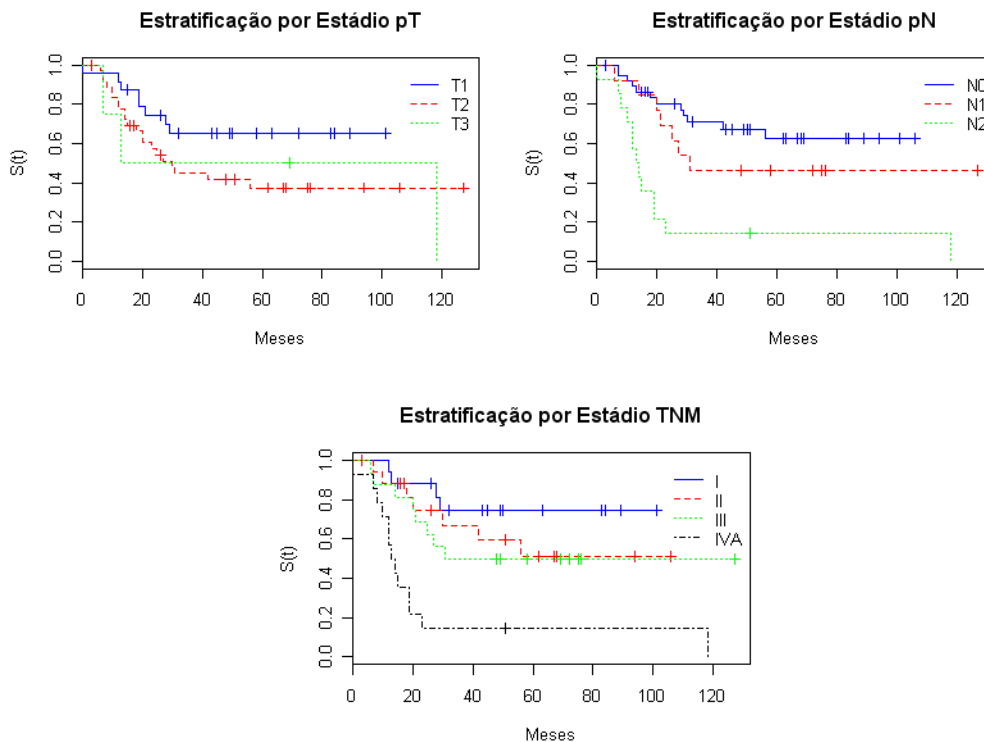 Estratificação por Estádio pT
S(t)
0.0 0.2 0.4 0.6 0.8 1.0
T1
T2
T3
0 20 40 60 80 100 120
Meses
Estratificação por Estádio pN
S(t)
0.0 0.2 0.4 0.6 0.8 1.0
N0
N1
N2
0 20 40 60 80 100 120
Meses
Estratificação por Estádio TNM
S(t)
0.0 0.2 0.4 0.6 0.8 1.0
I
II
III
IVA
0 20 40 60 80 100 120
Meses